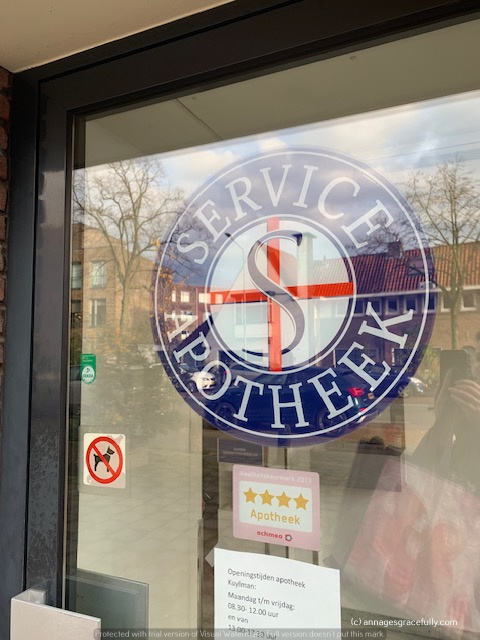 SERVICE
S
APOTHEEK
Apotheek
achmea
Openingstijden apotheek
Kuylman:
Maandag t/m vrijdag:
08.30- 12.00 uur
en van
(c) annagesgracefully.com
Protected with trial version of Visual Watermark. Full version doesn't put this mark.